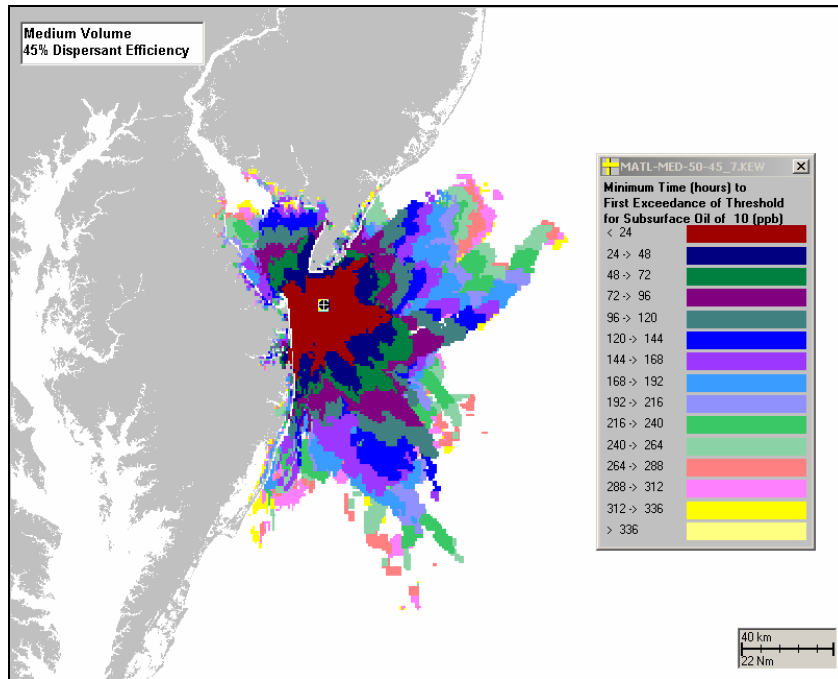 Medium Volume
45% Dispersant Efficiency
MATL-MED-50-45_7.KEW
Minimum Time (hours) to
First Exceedance of Threshold
for Subsurface Oil of 10 (ppb)
< 24
24 -> 48
48 -> 72
72 -> 96
96 -> 120
120 -> 144
144 -> 168
168 -> 192
192 -> 216
216 -> 240
240 -> 264
264 -> 288
288 -> 312
312 -> 336
> 336
40 km
22 Nm